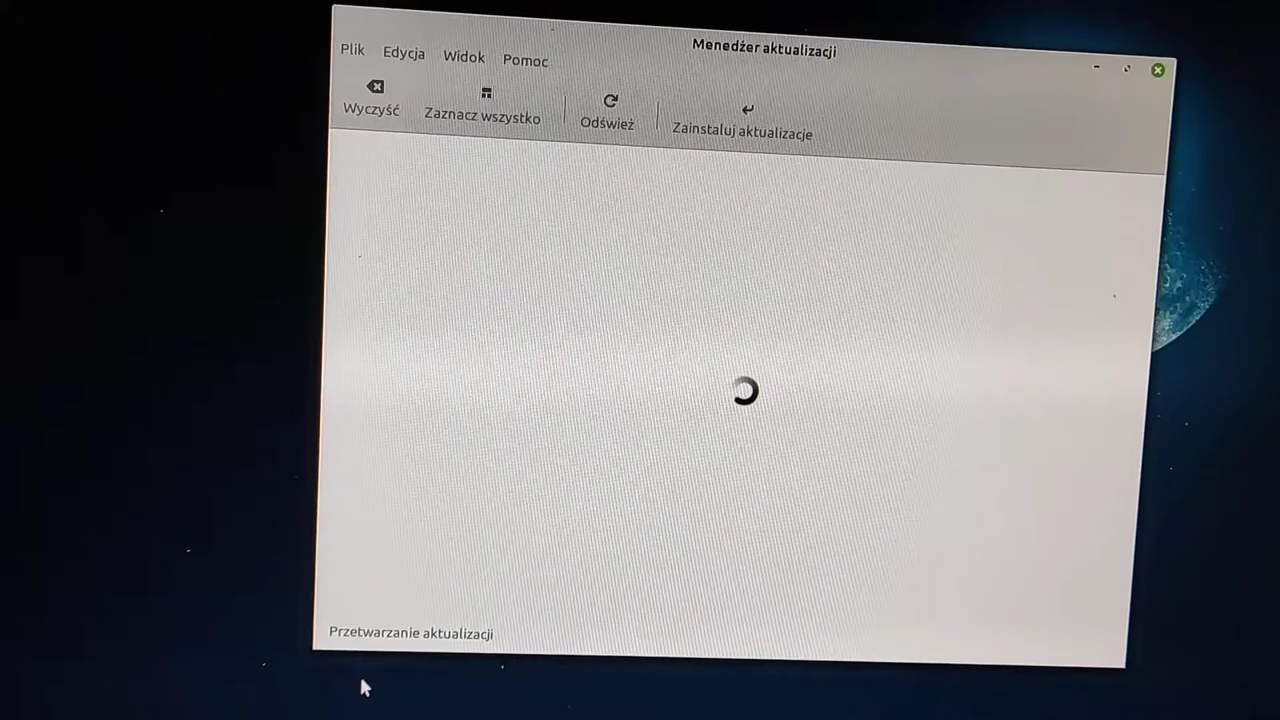 Menedżer aktualizacji
Plik Edycja Widok Pomoc
Wyczyść Zaznacz wszystko Odśwież Zainstaluj aktualizacje
Przetwarzanie aktualizacji